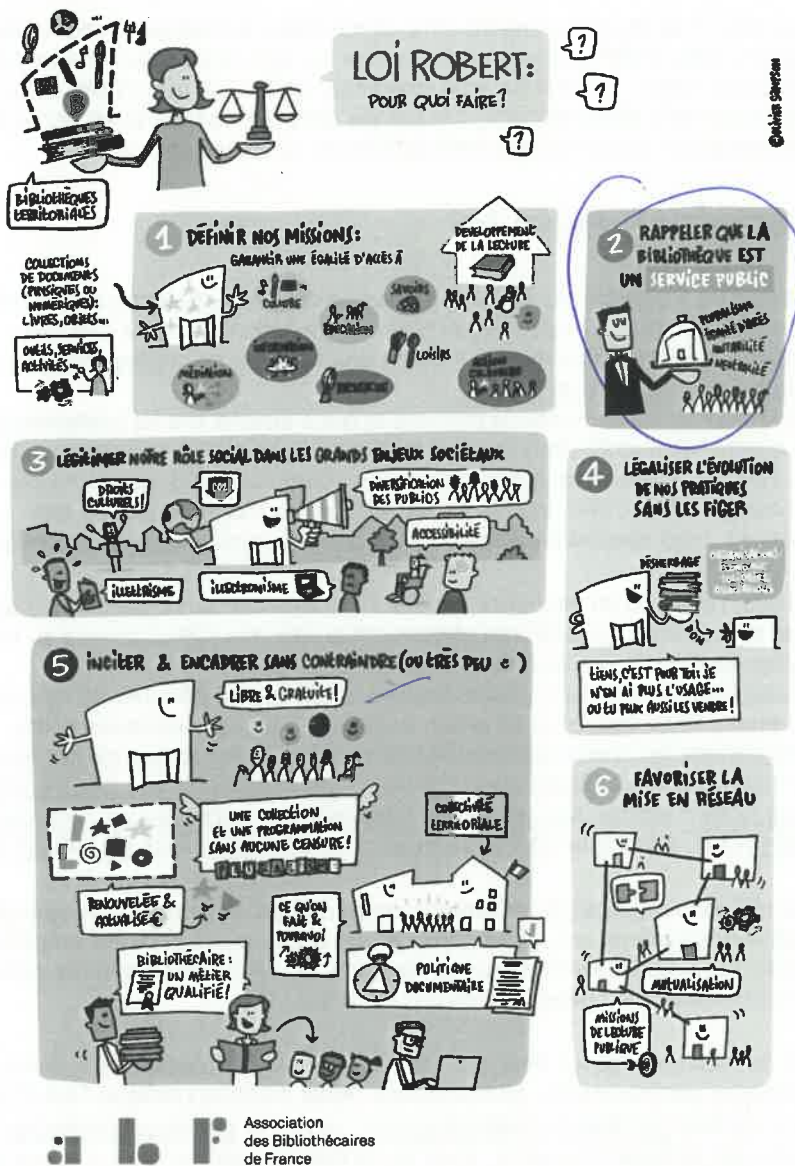 LOI ROBERT:
POUR QUOI FAIRE?
?
?
?
©Olivier SAMPSON
BIBLIOTHÈQUES
TERRITORIALES
COLLECTIONS
DE DOCUMENTS
(PHYSIQUES OU
NUMÉRIQUES):
LIVRES, OBJETS...
OUTILS, SERVICES,
ACTIVITÉS...
1 DÉFINIR NOS MISSIONS:
GARANTIR UNE ÉGALITÉ D'ACCÈS À
CULTURE
ÉDUCATION
SAVOIRS
LOISIRS
DÉVELOPPEMENT
DE LA LECTURE
2 RAPPELER QUE LA
BIBLIOTHÈQUE EST
UN SERVICE PUBLIC
PLURALISME
ÉGALITÉ D'ACCÈS
MUTABILITÉ
NEUTRALITÉ
3 LÉGITIMER NOTRE RÔLE SOCIAL DANS LES GRANDS ENJEUX SOCIÉTAUX
DROITS
CULTURELS!
CO2
DIVERSIFICATION
DES PUBLICS
ACCESSIBILITÉ
ILLETTRISME
ILLECTRONISME
4 LÉGALISER L'ÉVOLUTION
DE NOS PRATIQUES
SANS LES FIGER
DÉSHERBAGE
DON
TIENS, C'EST POUR TOI: JE
N'EN AI PLUS L'USAGE...
OU TU PEUX AUSSI LES VENDRE!
5 INCITER & ENCADRER SANS CONTRAINDRE (OU TRÈS PEU
LIBRE & GRATUITE!
UNE COLLECTION
ET UNE PROGRAMMATION
SANS AUCUNE CENSURE!
RENOUVELÉE &
ACTUALISÉE
COLLECTIVITÉ
TERRITORIALE
CE QU'ON
FAIT &
POURQUOI
BIBLIOTHÉCAIRE:
UN MÉTIER
QUALIFIÉ!
POLITIQUE
DOCUMENTAIRE
6 FAVORISER LA
MISE EN RÉSEAU
MUTUALISATION
MISSIONS
DE LECTURE
PUBLIQUE
Association
des Bibliothécaires
de France